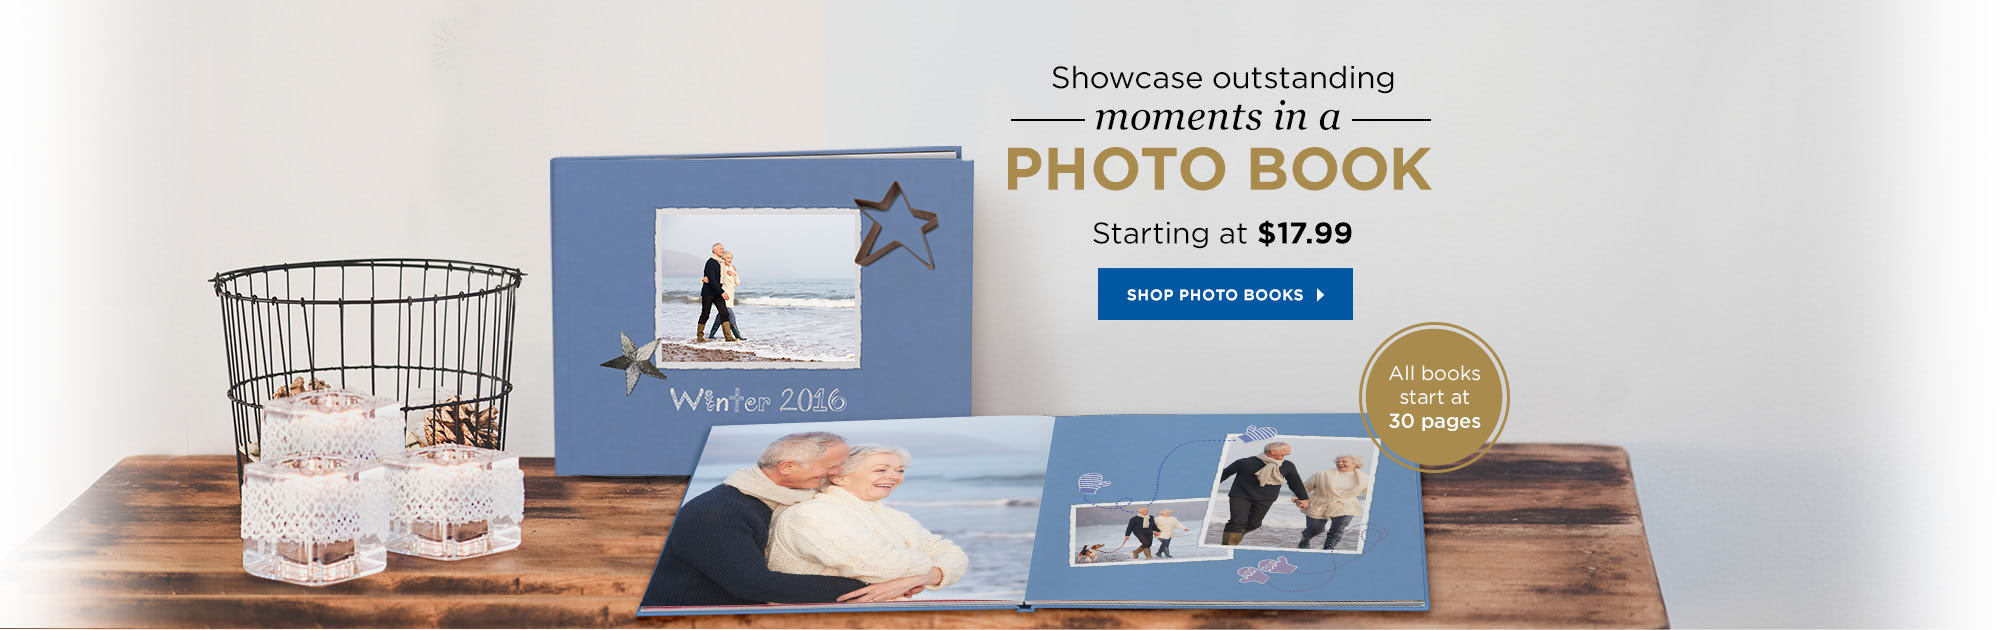 Showcase outstanding
moments in a
PHOTO BOOK
Starting at $17.99
SHOP PHOTO BOOKS
All books
start at
30 pages
Winter 2016